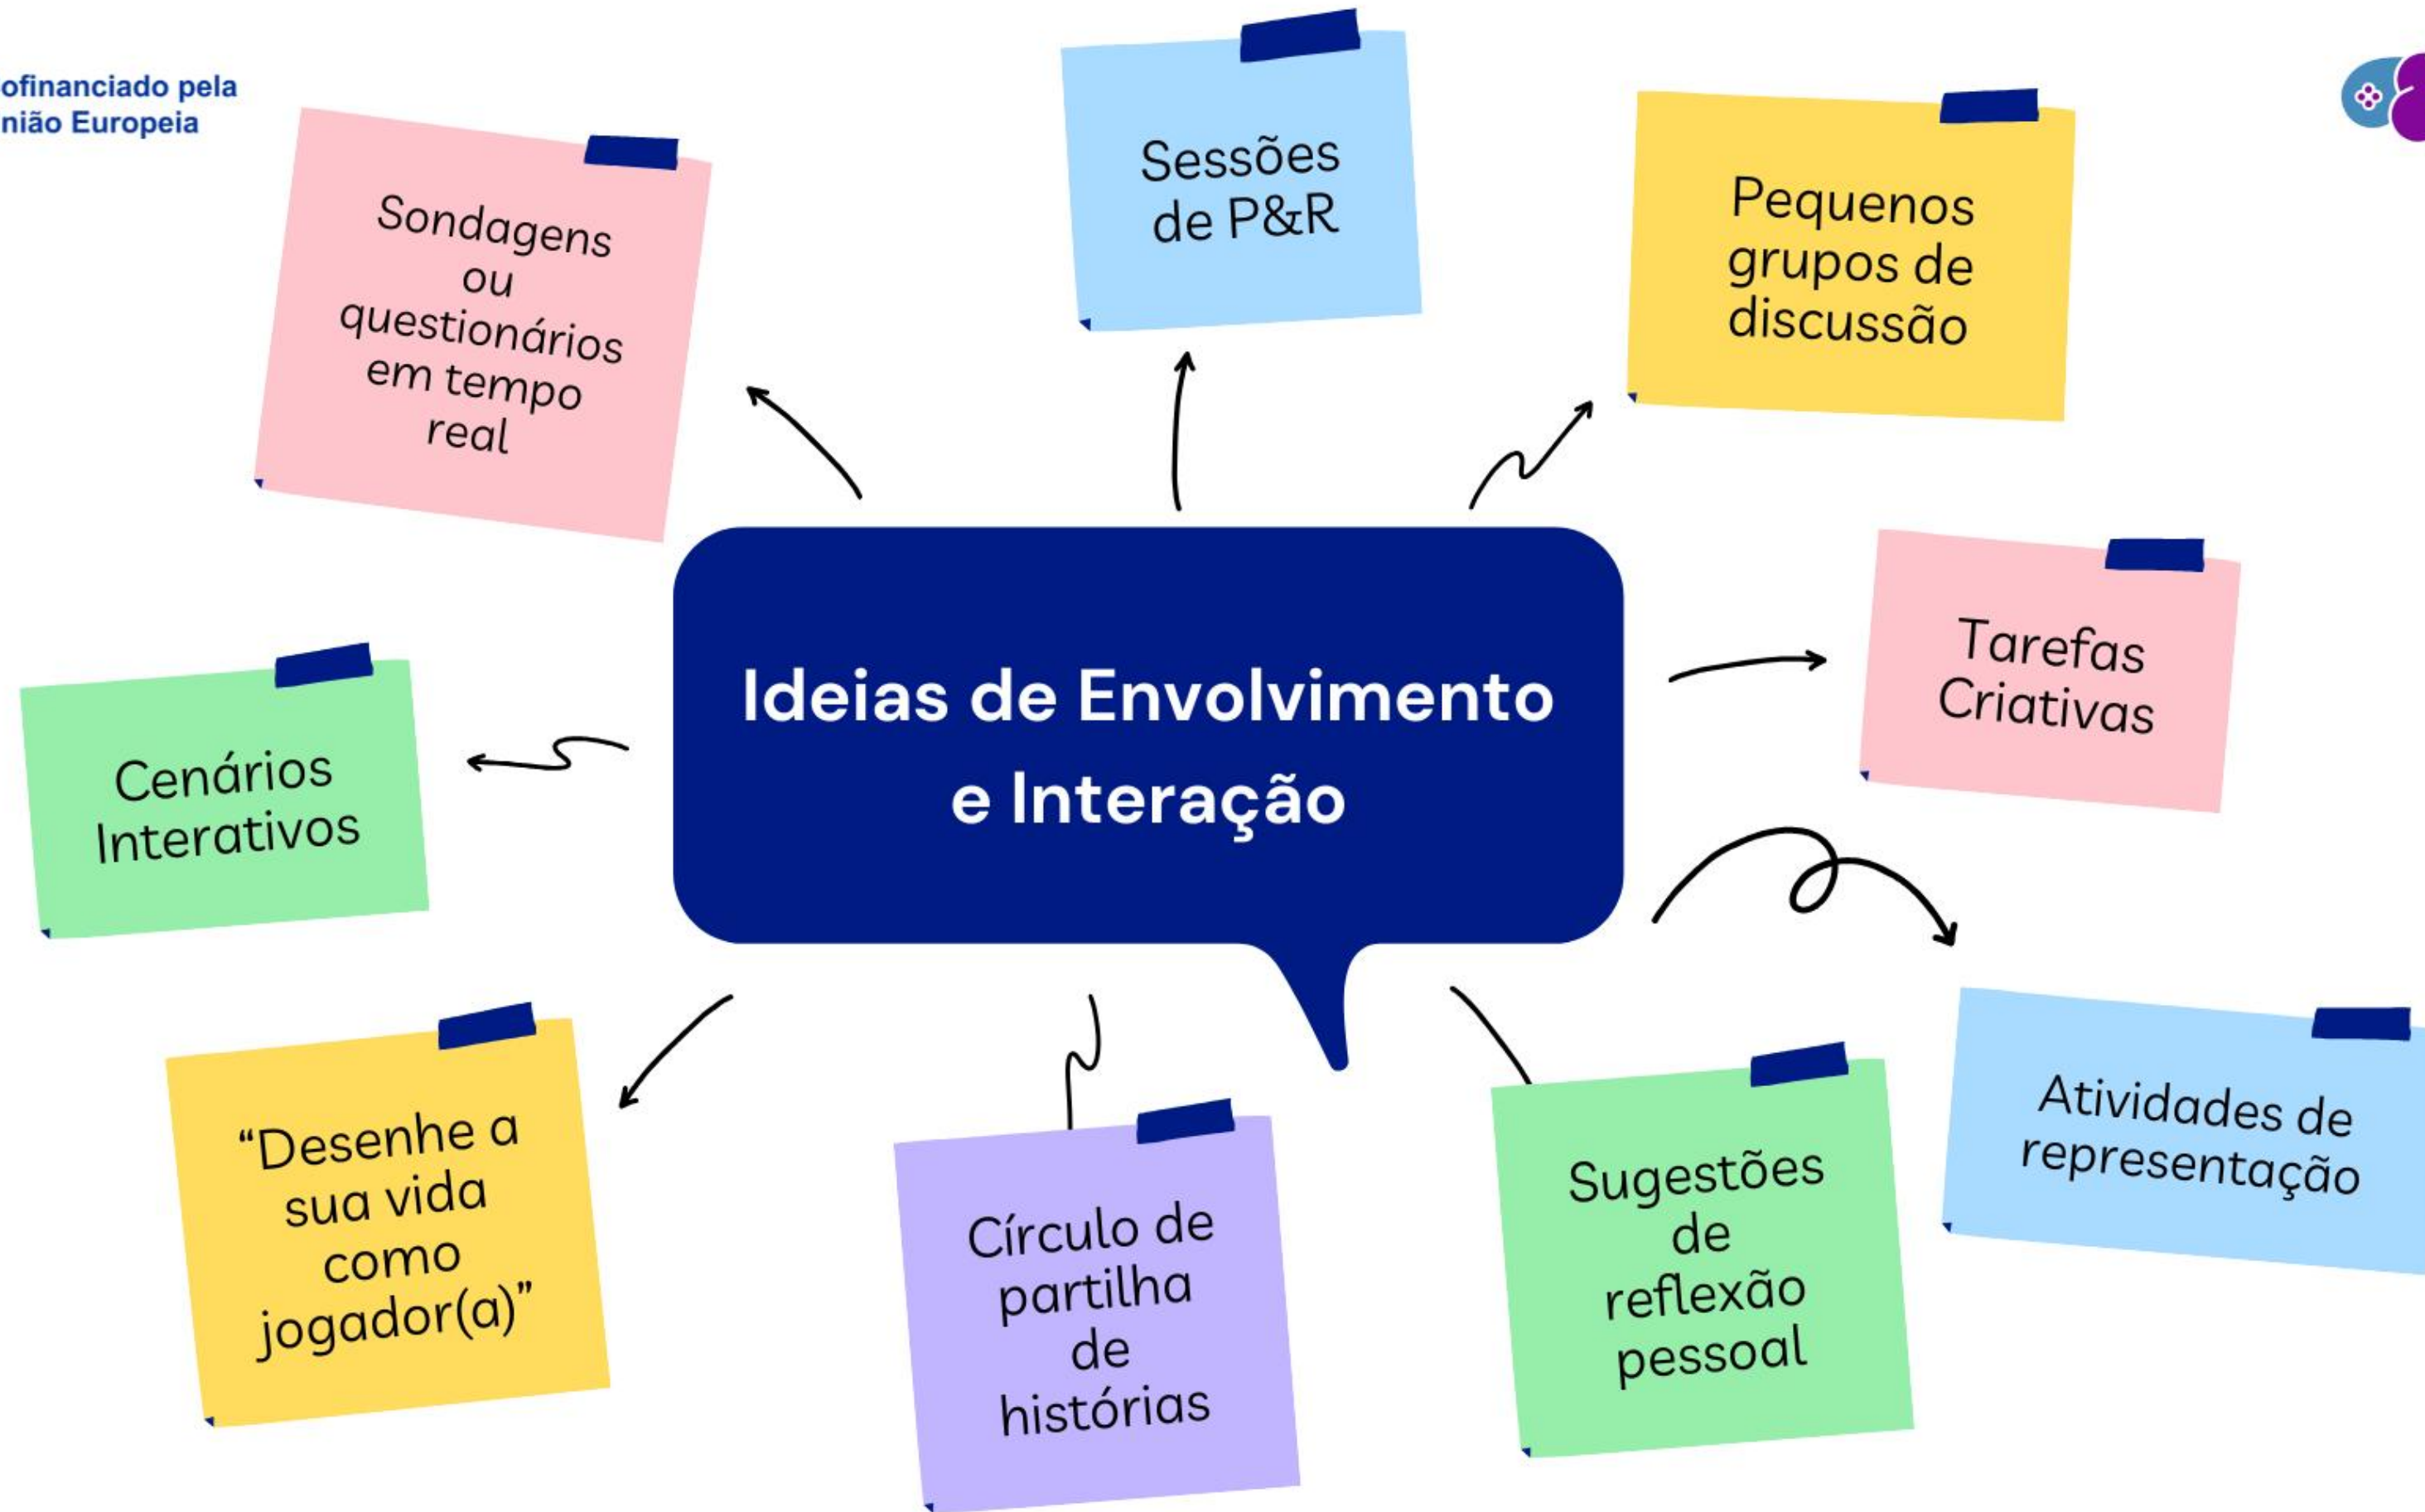 ofinanciado pela
nião Europeia
Sondagens
ou
questionários
em tempo
real
Sessões
de P&R
Pequenos
grupos de
discussão
Tarefas
Criativas
Ideias de Envolvimento
e Interação
Cenários
Interativos
“Desenhe a
sua vida
como
jogador(a)”
Círculo de
partilha
de
histórias
Sugestões
de
reflexão
pessoal
Atividades de
representação